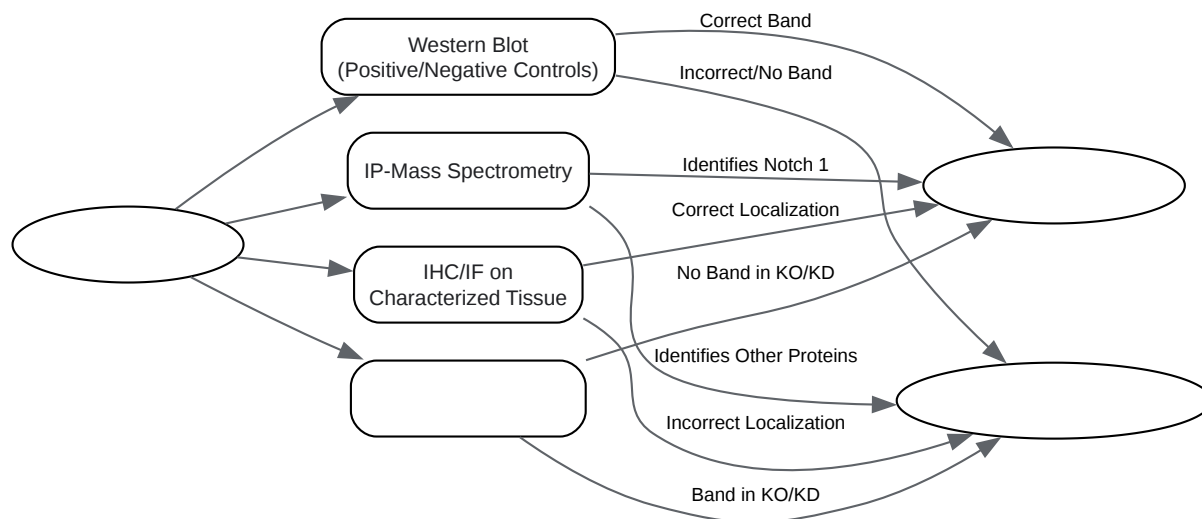 Correct Band
Western Blot
(Positive/Negative Controls)
Incorrect/No Band
IP-Mass Spectrometry
Identifies Notch 1
Correct Localization
IHC/IF on
Characterized Tissue
No Band in KO/KD
Identifies Other Proteins
Incorrect Localization
Band in KO/KD